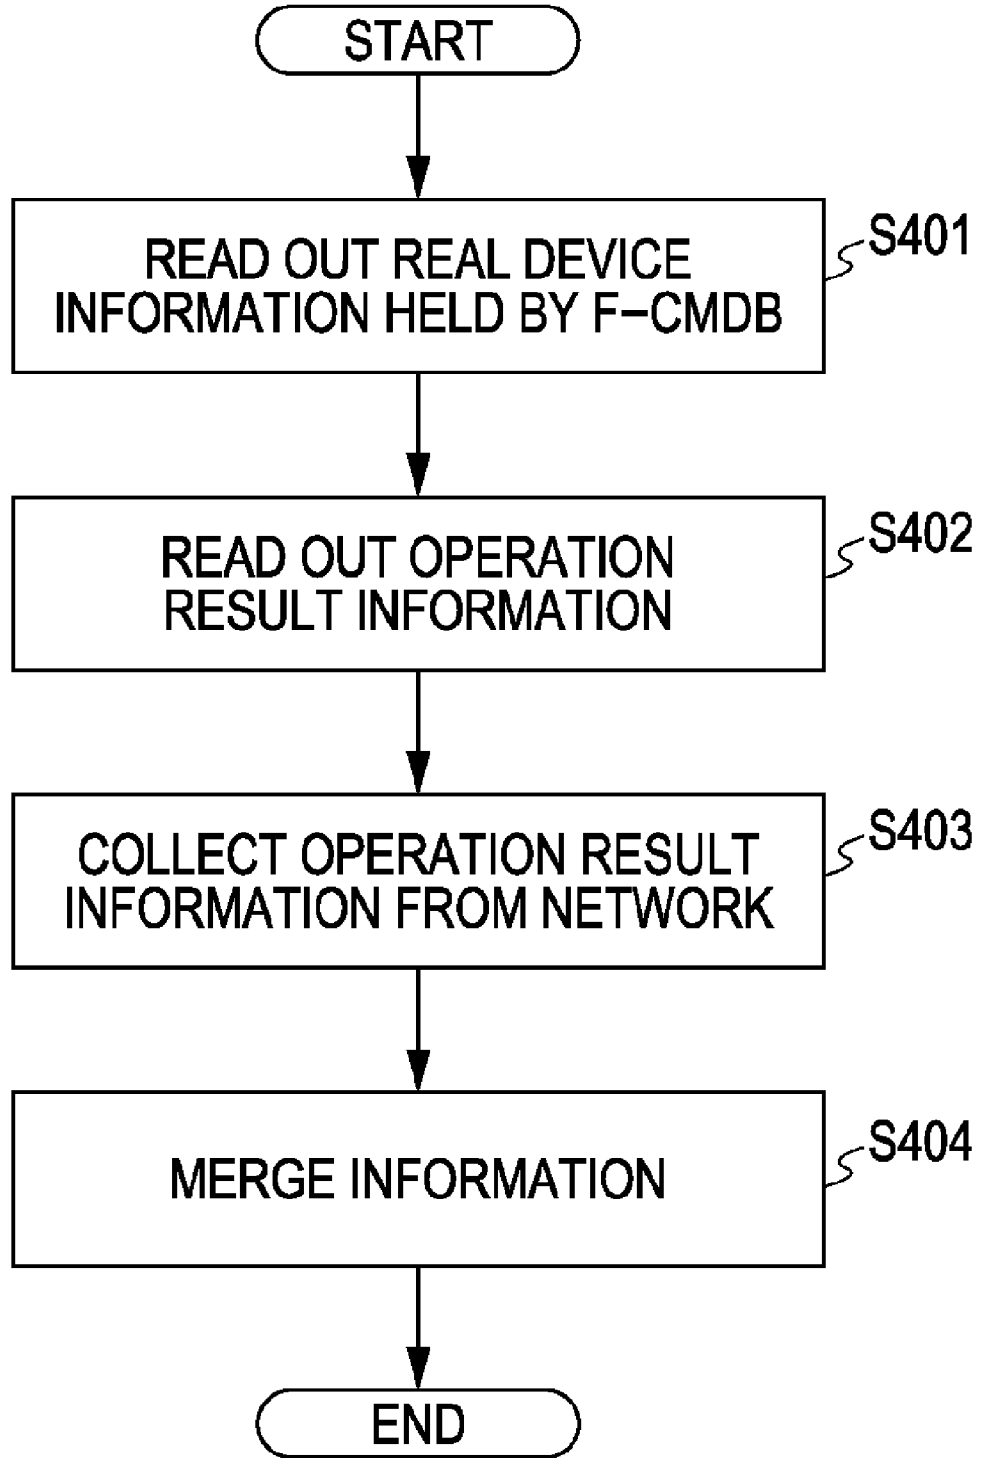 START
READ OUT REAL DEVICE
INFORMATION HELD BY F-CMDB
S401
READ OUT OPERATION
RESULT INFORMATION
S402
COLLECT OPERATION RESULT
INFORMATION FROM NETWORK
S403
MERGE INFORMATION
S404
END